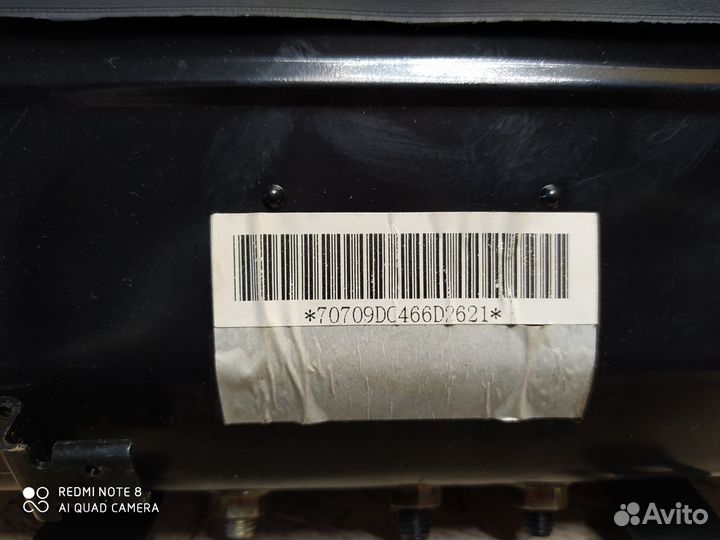 *70709DC466D2621*
REDMI NOTE 8
AI QUAD CAMERA
Avito